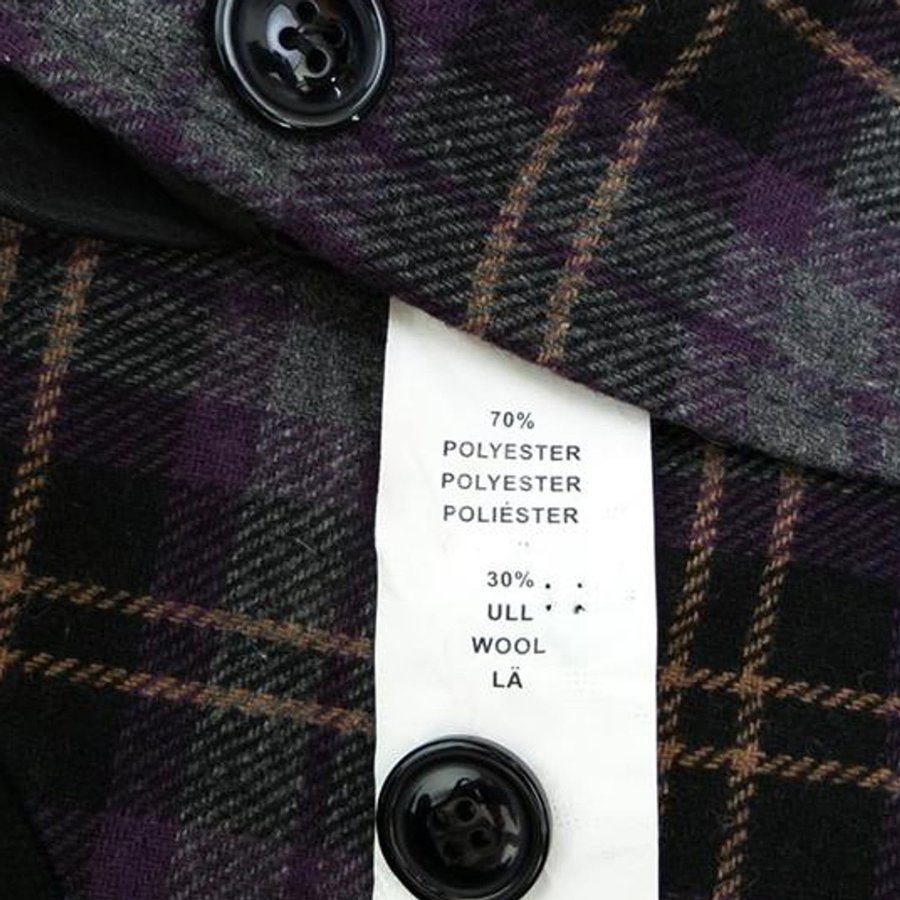 70%
POLYESTER
POLYESTER
POLIÉSTER
30%
ULL
WOOL
LÄ